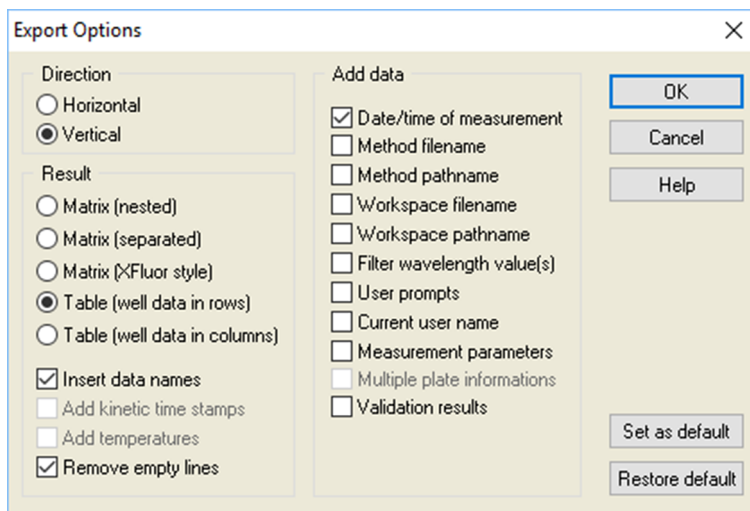 Export Options
Direction
Horizontal
Vertical
Result
Matrix (nested)
Matrix (separated)
Matrix (XFluor style)
Table (well data in rows)
Table (well data in columns)
Insert data names
Add kinetic time stamps
Add temperatures
Remove empty lines
Add data
Date/time of measurement
Method filename
Method pathname
Workspace filename
Workspace pathname
Filter wavelength value(s)
User prompts
Current user name
Measurement parameters
Multiple plate informations
Validation results
OK
Cancel
Help
Set as default
Restore default